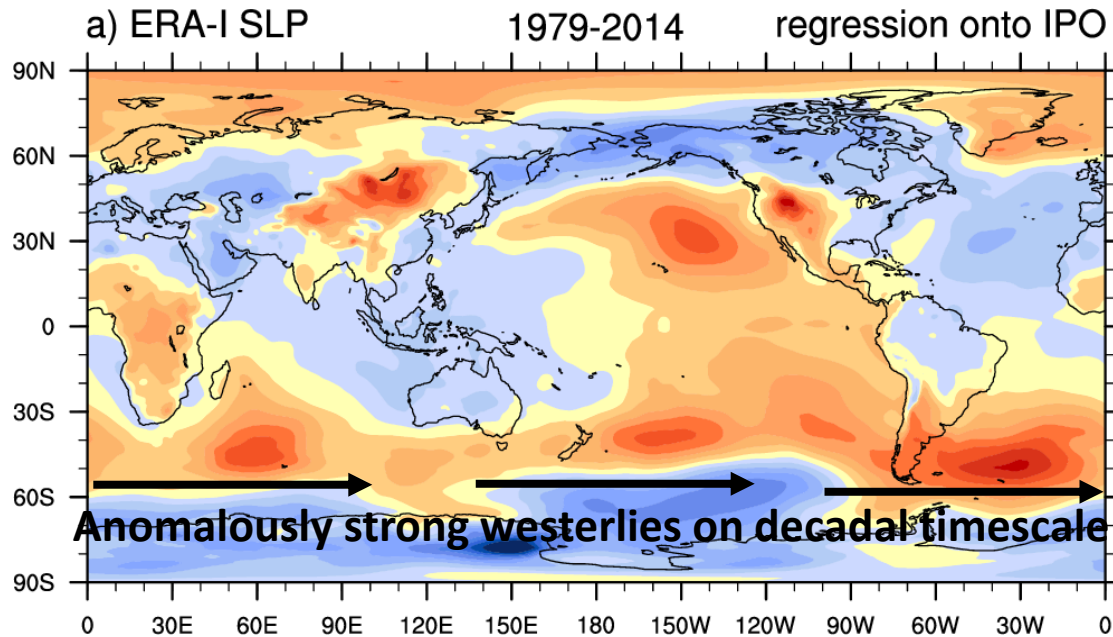 a) ERA-I SLP 1979-2014 regression onto IPO
90N
60N
30N
0
30S
60S
90S
Anomalously strong westerlies on decadal timescale
0 30E 60E 90E 120E 150E 180 150W 120W 90W 60W 30W 0